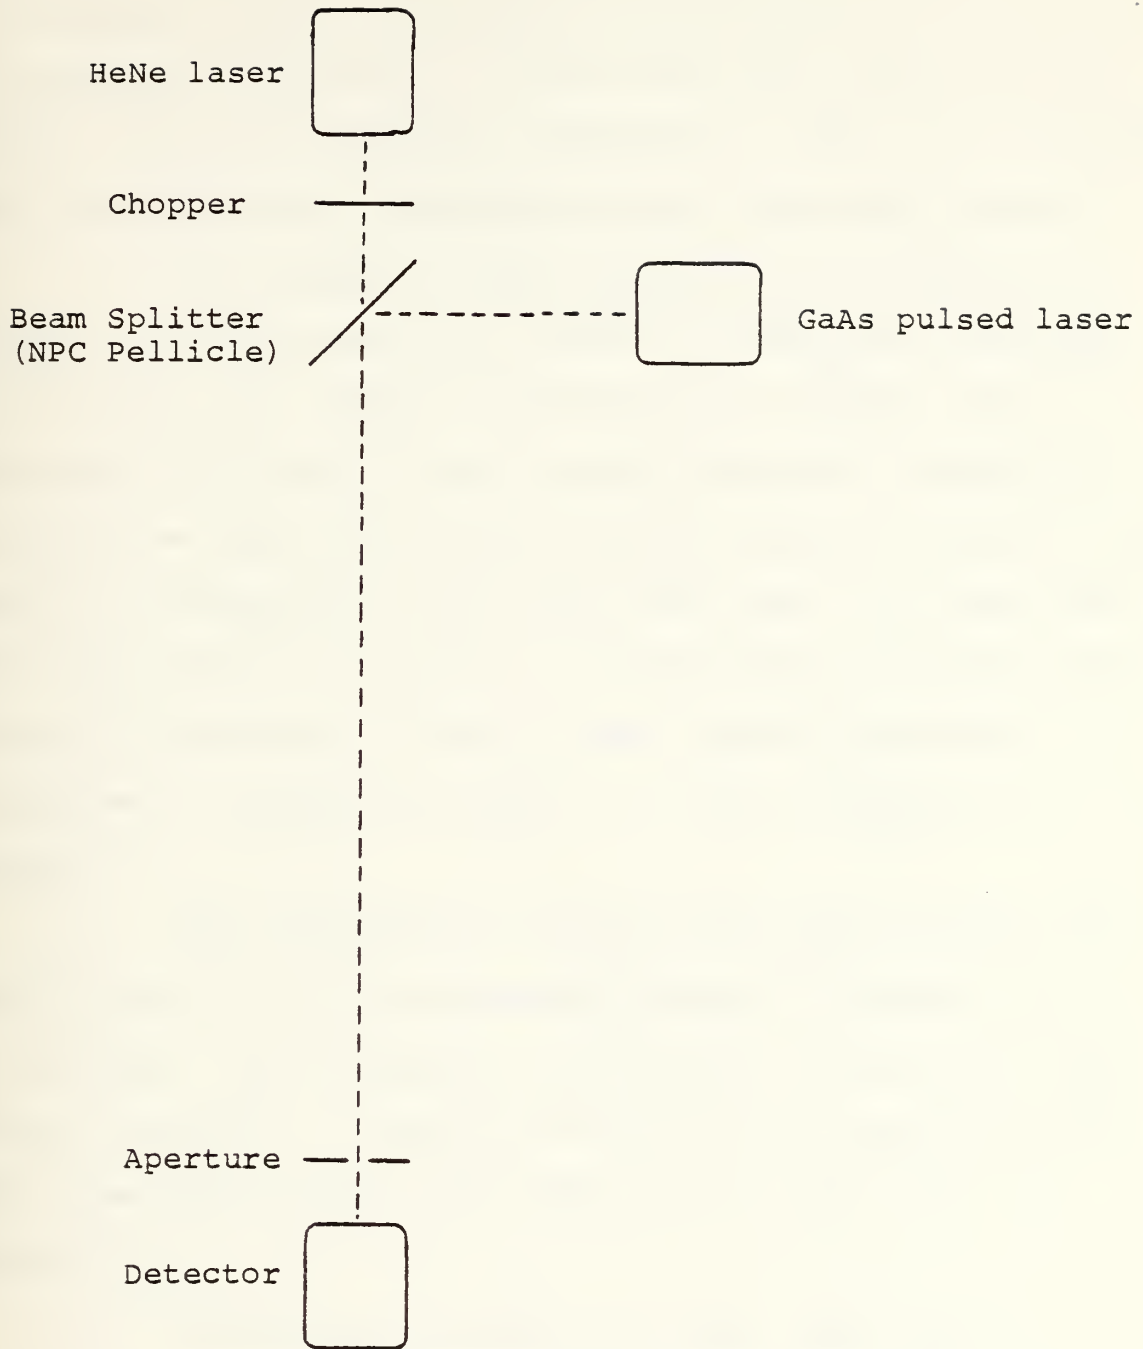 HeNe laser
Chopper
Beam Splitter
(NPC Pellicle)
GaAs pulsed laser
Aperture
Detector